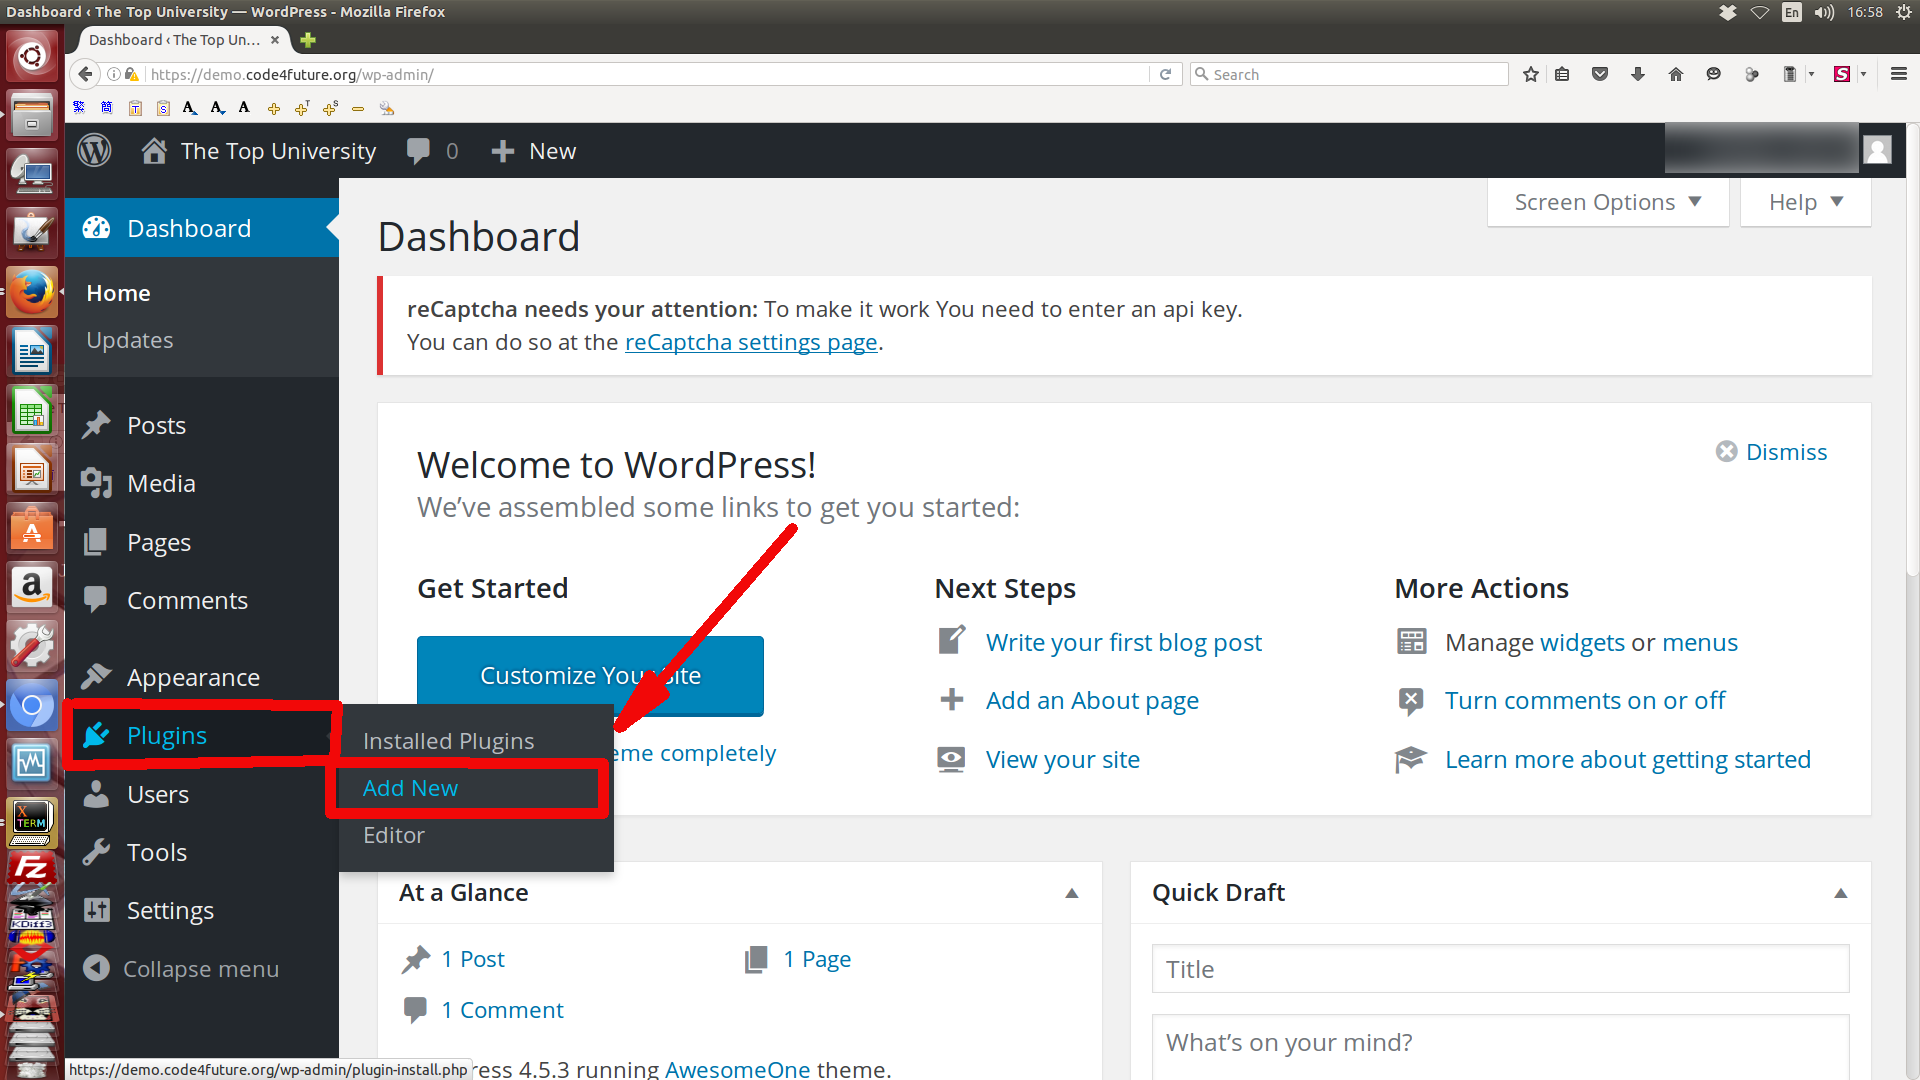 Dashboard ‹ The Top University — WordPress - Mozilla Firefox
En
16:58
Dashboard ‹ The Top Un...
https://demo.code4future.org/wp-admin/
Search
The Top University
0
New
Screen Options
Help
Dashboard
Home
Updates
Posts
Media
Pages
Comments
Appearance
Plugins
Users
Tools
Settings
Collapse menu
Installed Plugins
Add New
Editor
Dashboard
reCaptcha needs your attention: To make it work You need to enter an api key.
You can do so at the reCaptcha settings page.
Welcome to WordPress!
Dismiss
We’ve assembled some links to get you started:
Get Started
Customize Your Site
eme completely
Next Steps
Write your first blog post
Add an About page
View your site
More Actions
Manage widgets or menus
Turn comments on or off
Learn more about getting started
At a Glance
1 Post
1 Page
1 Comment
ress 4.5.3 running AwesomeOne theme.
Quick Draft
Title
What’s on your mind?
https://demo.code4future.org/wp-admin/plugin-install.php
X
TERM
FZ
KDiff3